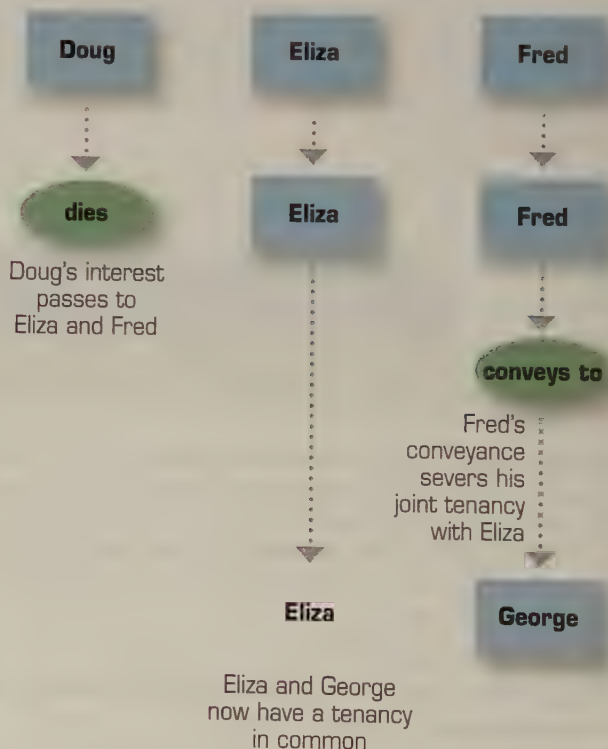 Doug
Eliza
Fred
dies
Eliza
Fred
Doug's interest
passes to
Eliza and Fred
conveys to
Fred's
conveyance
severs his
joint tenancy
with Eliza
Eliza
George
Eliza and George
now have a tenancy
in common